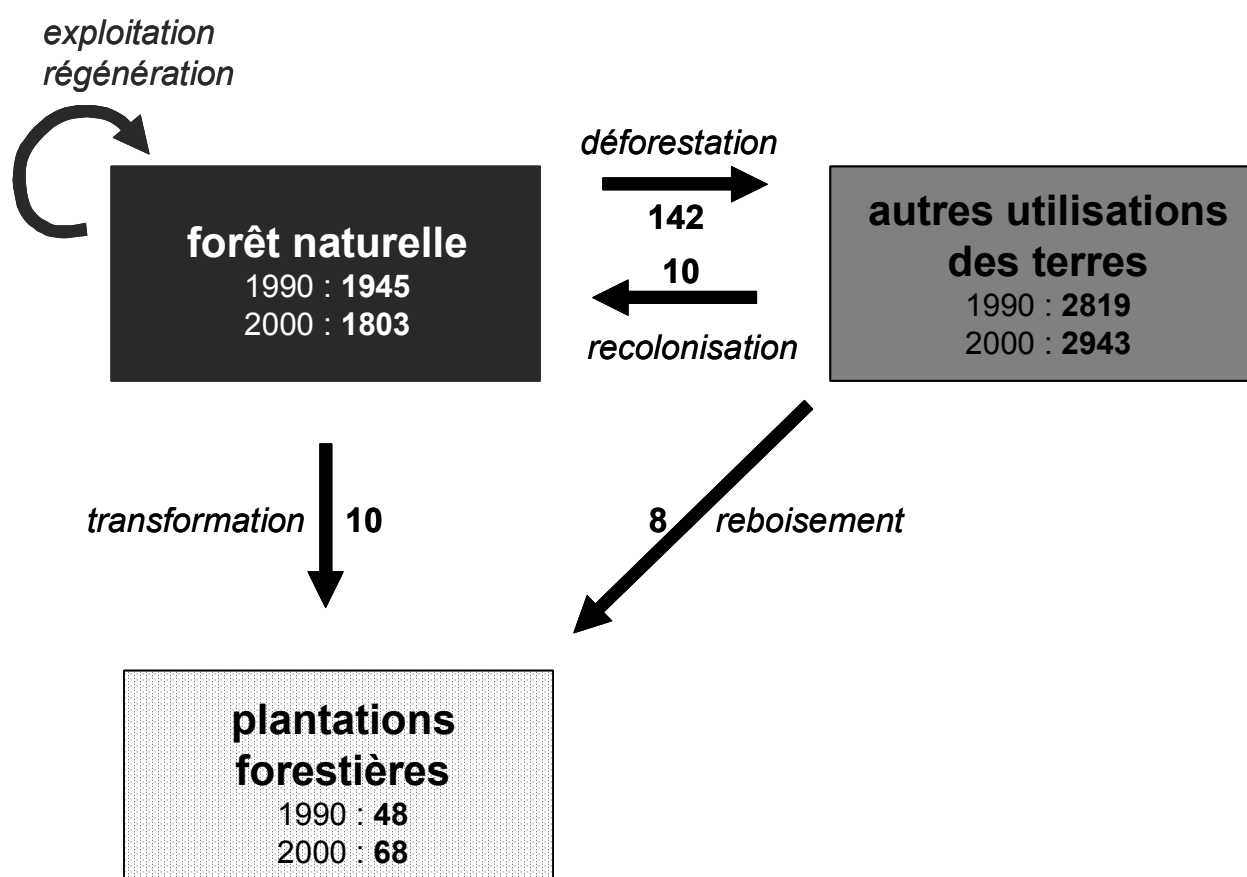 exploitation
régénération
déforestation
142
10
recolonisation
forêt naturelle
1990 : 1945
2000 : 1803
autres utilisations
des terres
1990 : 2819
2000 : 2943
transformation
10
8
reboisement
plantations
forestières
1990 : 48
2000 : 68